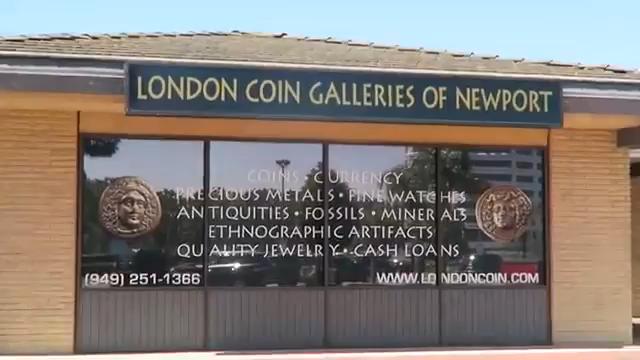 LONDON COIN GALLERIES OF NEWPORT
COINS • CURRENCY
PRECIOUS METALS • FINE WATCHES
ANTIQUITIES • FOSSILS • MINERALS
ETHNOGRAPHIC ARTIFACTS
QUALITY JEWELRY • CASH LOANS
(949) 251-1366
WWW.LONDONCOIN.COM